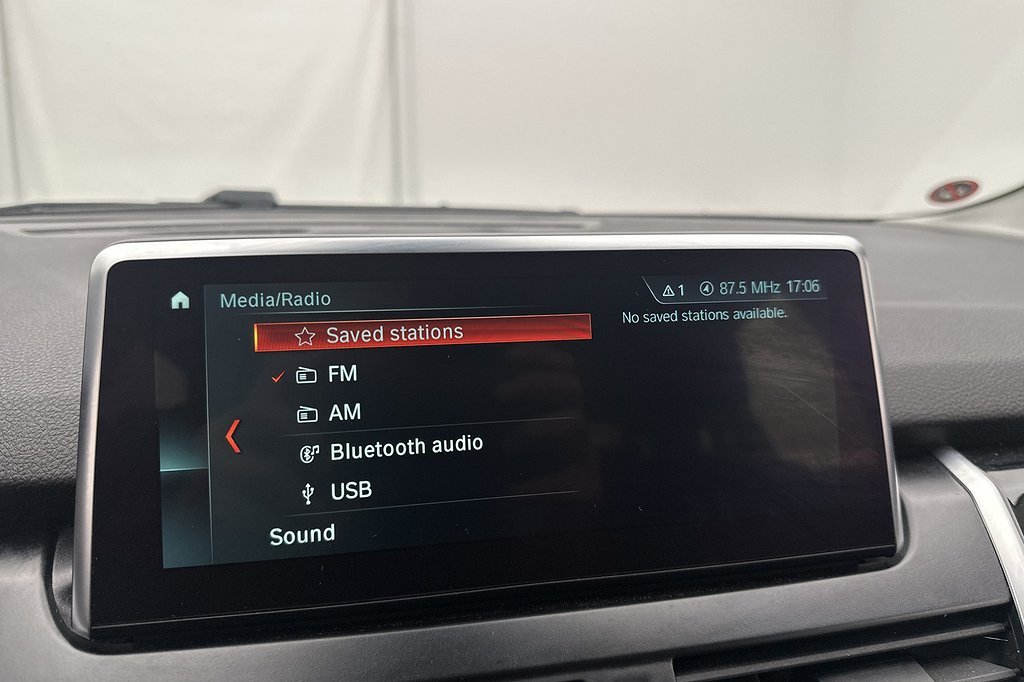 Media/Radio
1 87.5 MHz 17:06
Saved stations
No saved stations available.
FM
AM
Bluetooth audio
USB
Sound